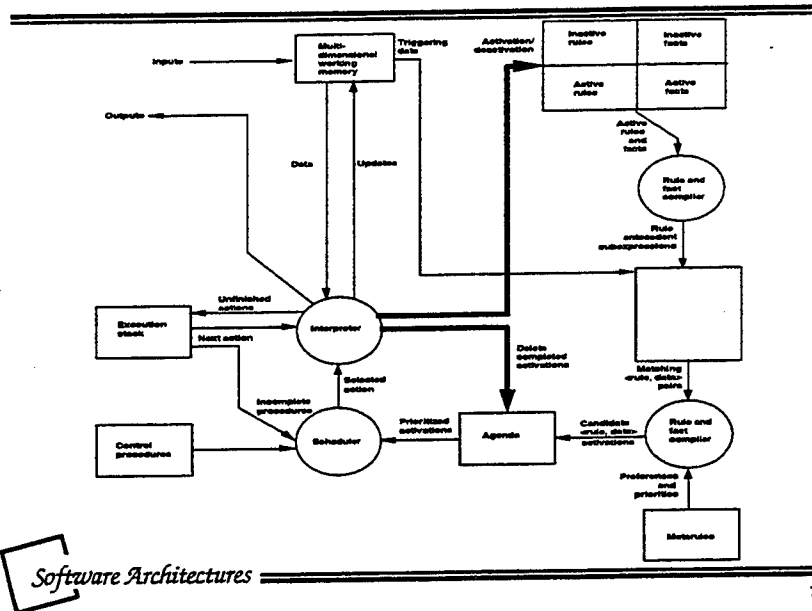 Inputs
Outputs
Multi-
dimensional
working
memory
Triggering
data
Activation/
deactivation
Inactive
rules
Inactive
facts
Active
rules
Active
facts
Active
rules
and
facts
Data
Updates
Rule and
fact
compiler
Rule
antecedent
subexpressions
Unfinished
actions
Execution
stack
Next action
Interpreter
Delete
completed
activations
Matching
<rule, data>
pairs
Incomplete
procedures
Selected
action
Control
procedures
Scheduler
Prioritized
activations
Agenda
Candidate
<rule, data>
activations
Rule and
fact
compiler
Preferences
and
priorities
Metarules
Software Architectures